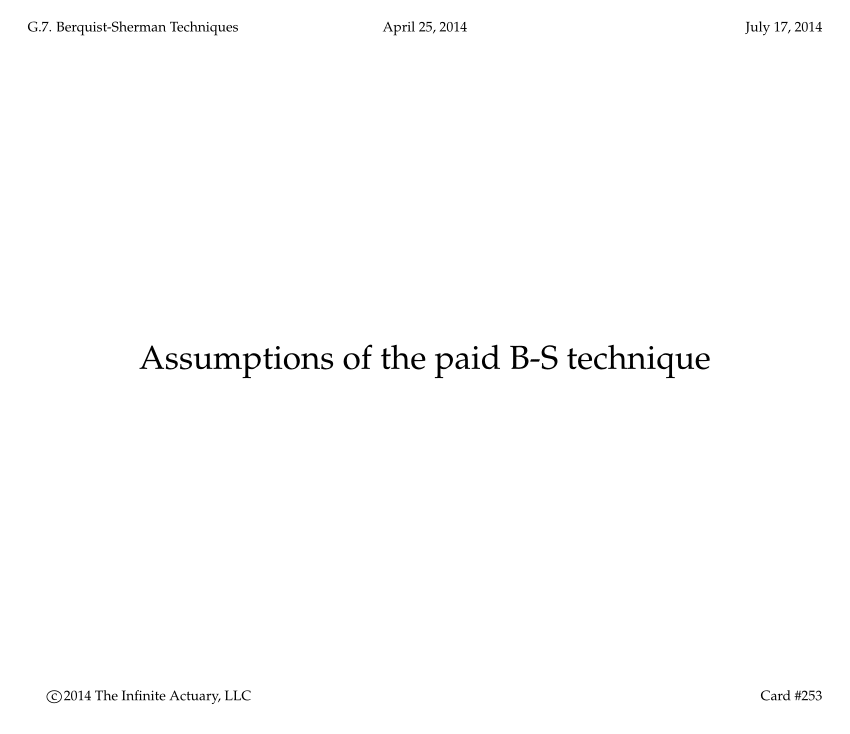 G.7. Berquist-Sherman Techniques April 25, 2014 July 17, 2014
Assumptions of the paid B-S technique
©2014 The Infinite Actuary, LLC Card #253